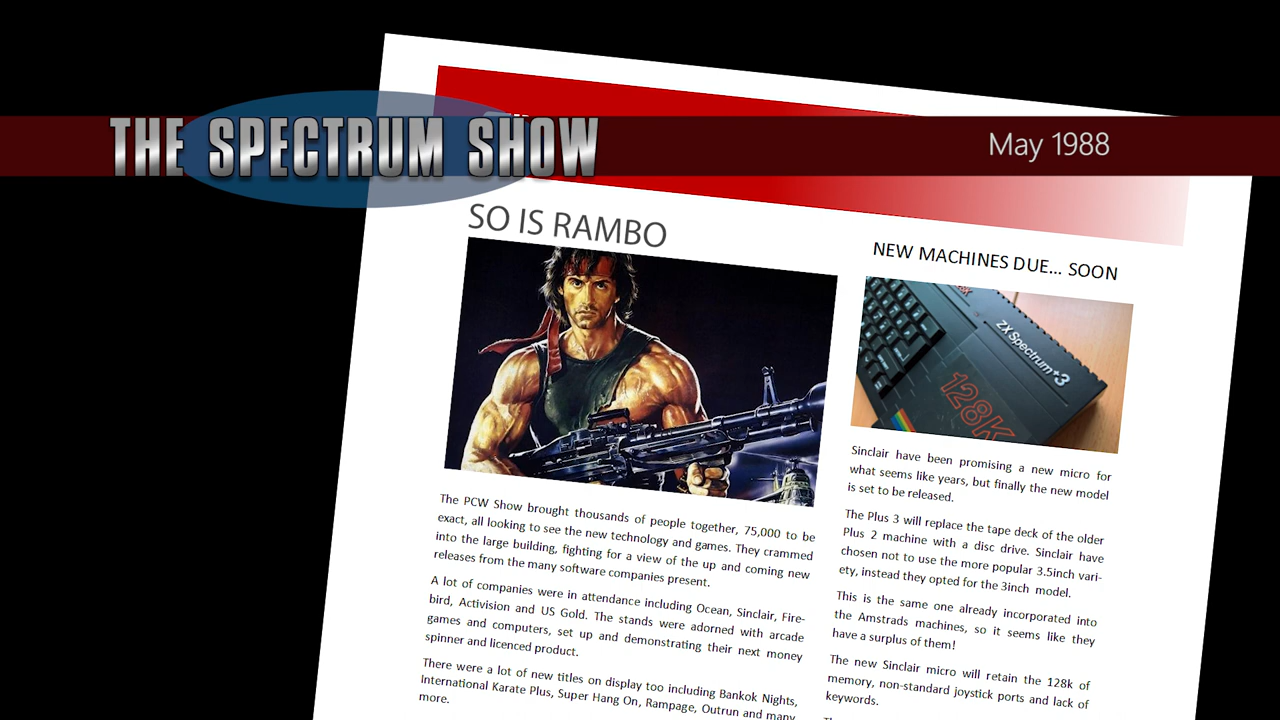 THE SPECTRUM SHOW
May 1988
SO IS RAMBO
The PCW Show brought thousands of people together, 75,000 to be
exact, all looking to see the new technology and games. They crammed
into the large building, fighting for a view of the up and coming new
releases from the many software companies present.
A lot of companies were in attendance including Ocean, Sinclair, Fire-
bird, Activision and US Gold. The stands were adorned with arcade
games and computers, set up and demonstrating their next money
spinner and licenced product.
There were a lot of new titles on display too including Bankok Nights,
International Karate Plus, Super Hang On, Rampage, Outrun and many
more.
NEW MACHINES DUE... SOON
ZX Spectrum+3
128K
Sinclair have been promising a new micro for
what seems like years, but finally the new model
is set to be released.
The Plus 3 will replace the tape deck of the older
Plus 2 machine with a disc drive. Sinclair have
chosen not to use the more popular 3.5inch vari-
ety, instead they opted for the 3inch model.
This is the same one already incorporated into
the Amstrads machines, so it seems like they
have a surplus of them!
The new Sinclair micro will retain the 128k of
memory, non-standard joystick ports and lack of
keywords.